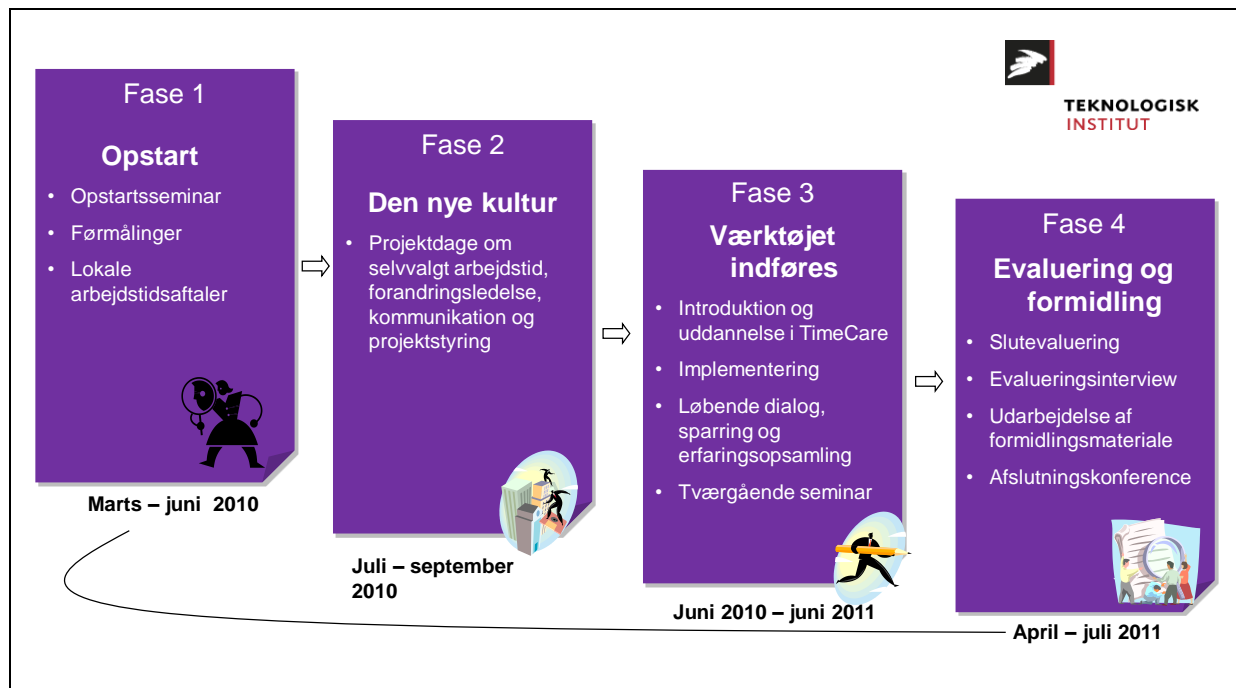 TEKNOLOGISK
INSTITUT
Fase 1
Opstart
• Opstartsseminar
• Førmålinger
• Lokale
arbejdstidsaftaler
Marts – juni 2010
Fase 2
Den nye kultur
• Projektdage om
selvvalgt arbejdstid,
forandringsledelse,
kommunikation og
projektstyring
Juli – september
2010
Fase 3
Værktøjet
indføres
• Introduktion og
uddannelse i TimeCare
• Implementering
• Løbende dialog,
sparring og
erfaringsopsamling
• Tværgående seminar
Juni 2010 – juni 2011
Fase 4
Evaluering og
formidling
• Slutevaluering
• Evalueringsinterview
• Udarbejdelse af
formidlingsmateriale
• Afslutningskonference
April – juli 2011